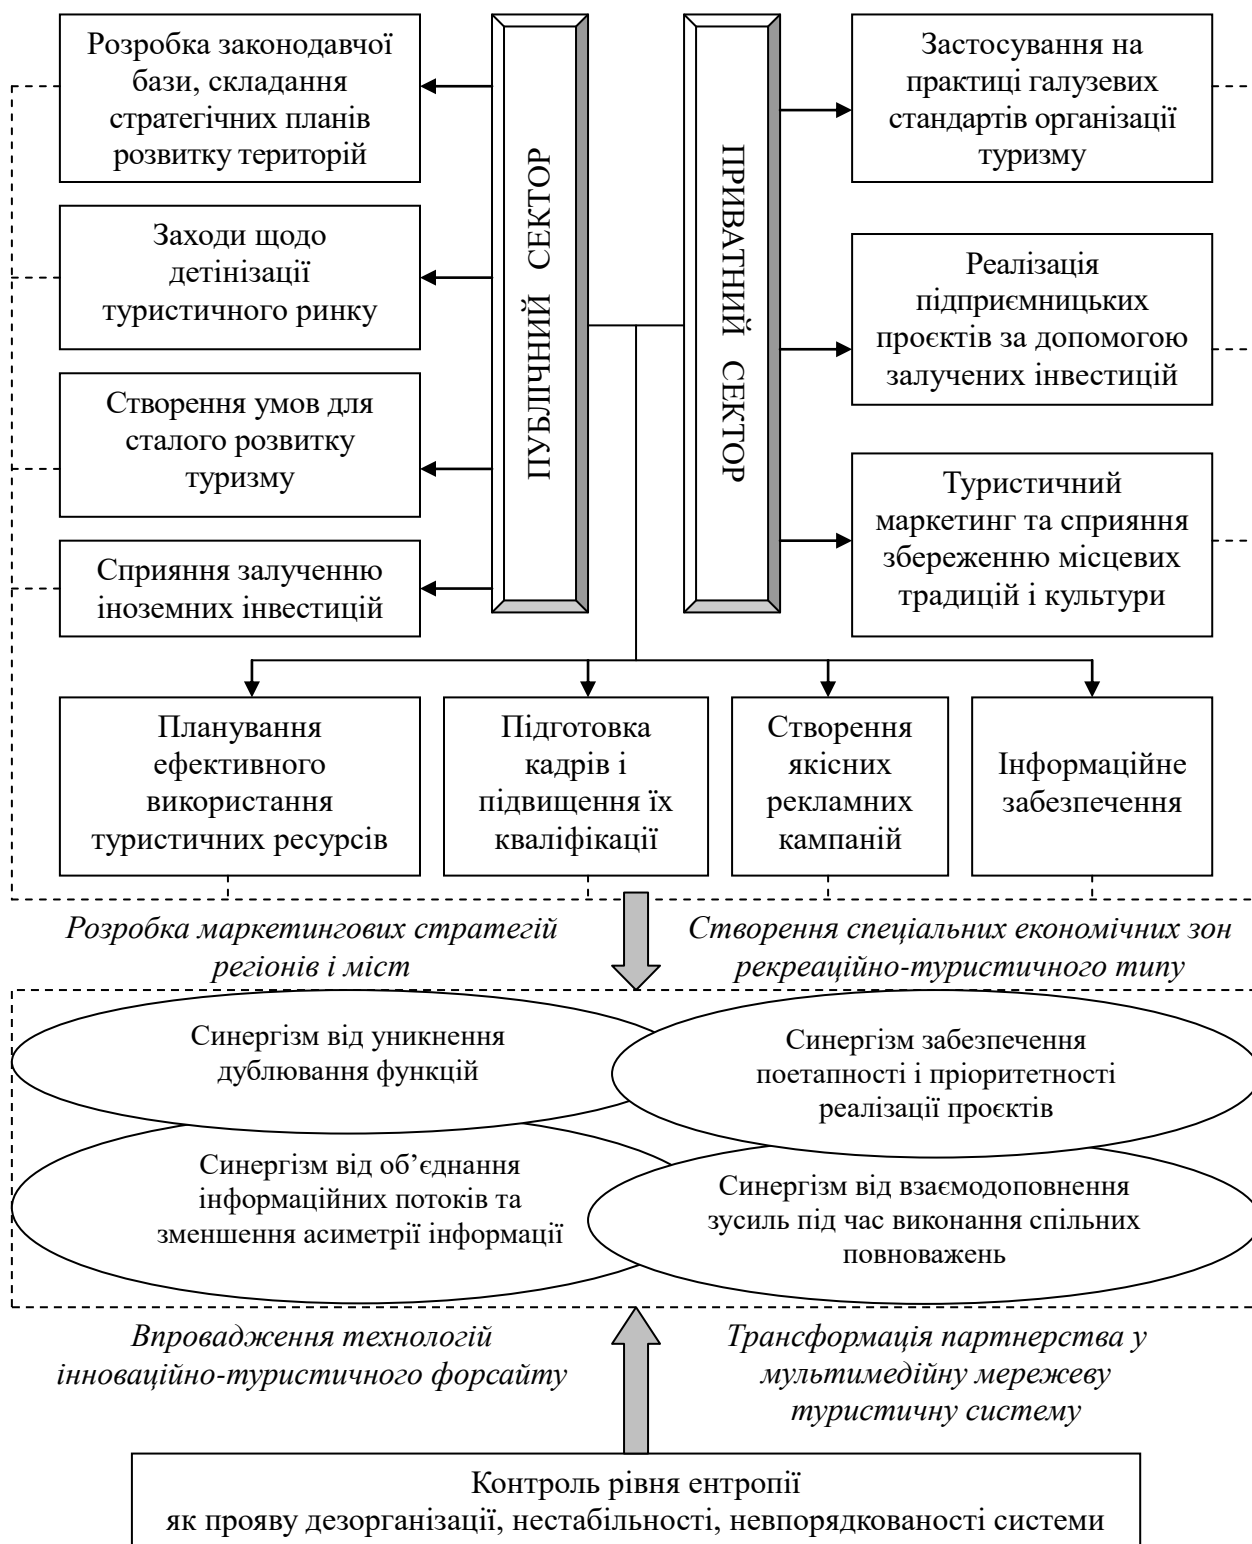 Розробка законодавчої
бази, складання
стратегічних планів
розвитку територій
Заходи щодо
детінізації
туристичного ринку
Створення умов для
сталого розвитку
туризму
Сприяння залученню
іноземних інвестицій
ПУБЛІЧНИЙ СЕКТОР
ПРИВАТНИЙ СЕКТОР
Застосування на
практиці галузевих
стандартів організації
туризму
Реалізація
підприємницьких
проєктів за допомогою
залучених інвестицій
Туристичний
маркетинг та сприяння
збереженню місцевих
традицій і культури
Планування
ефективного
використання
туристичних ресурсів
Підготовка
кадрів і
підвищення їх
кваліфікації
Створення
якісних
рекламних
кампаній
Інформаційне
забезпечення
Розробка маркетингових стратегій
регіонів і міст
Створення спеціальних економічних зон
рекреаційно-туристичного типу
Синергізм від уникнення
дублювання функцій
Синергізм забезпечення
поетапності і пріоритетності
реалізації проєктів
Синергізм від об’єднання
інформаційних потоків та
зменшення асиметрії інформації
Синергізм від взаємодоповнення
зусиль під час виконання спільних
повноважень
Впровадження технологій
інноваційно-туристичного форсайту
Трансформація партнерства у
мультимедійну мережеву
туристичну систему
Контроль рівня ентропії
як прояву дезорганізації, нестабільності, невпорядкованості системи